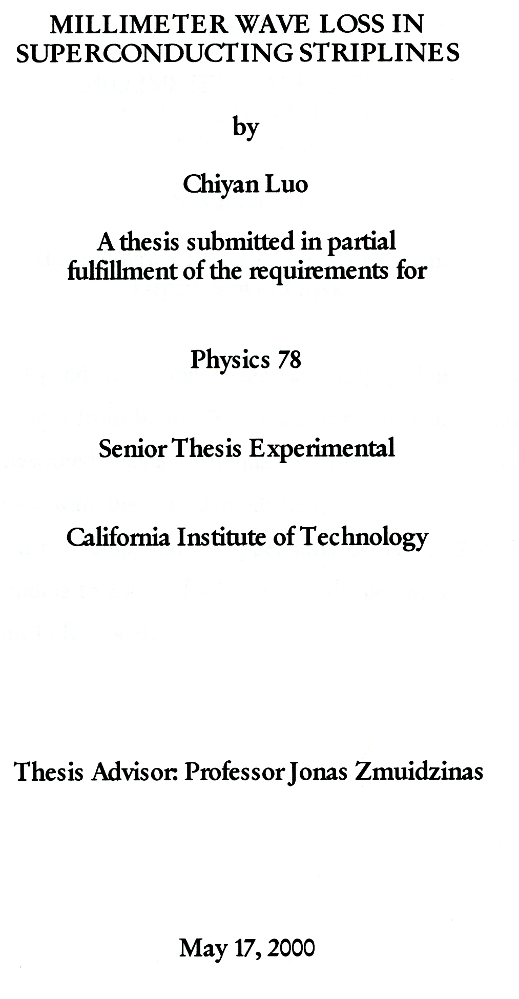 MILLIMETER WAVE LOSS IN
SUPERCONDUCTING STRIPLINES
by
Chiyan Luo
A thesis submitted in partial
fulfillment of the requirements for
Physics 78
Senior Thesis Experimental
California Institute of Technology
Thesis Advisor: Professor Jonas Zmuidzinas
May 17, 2000